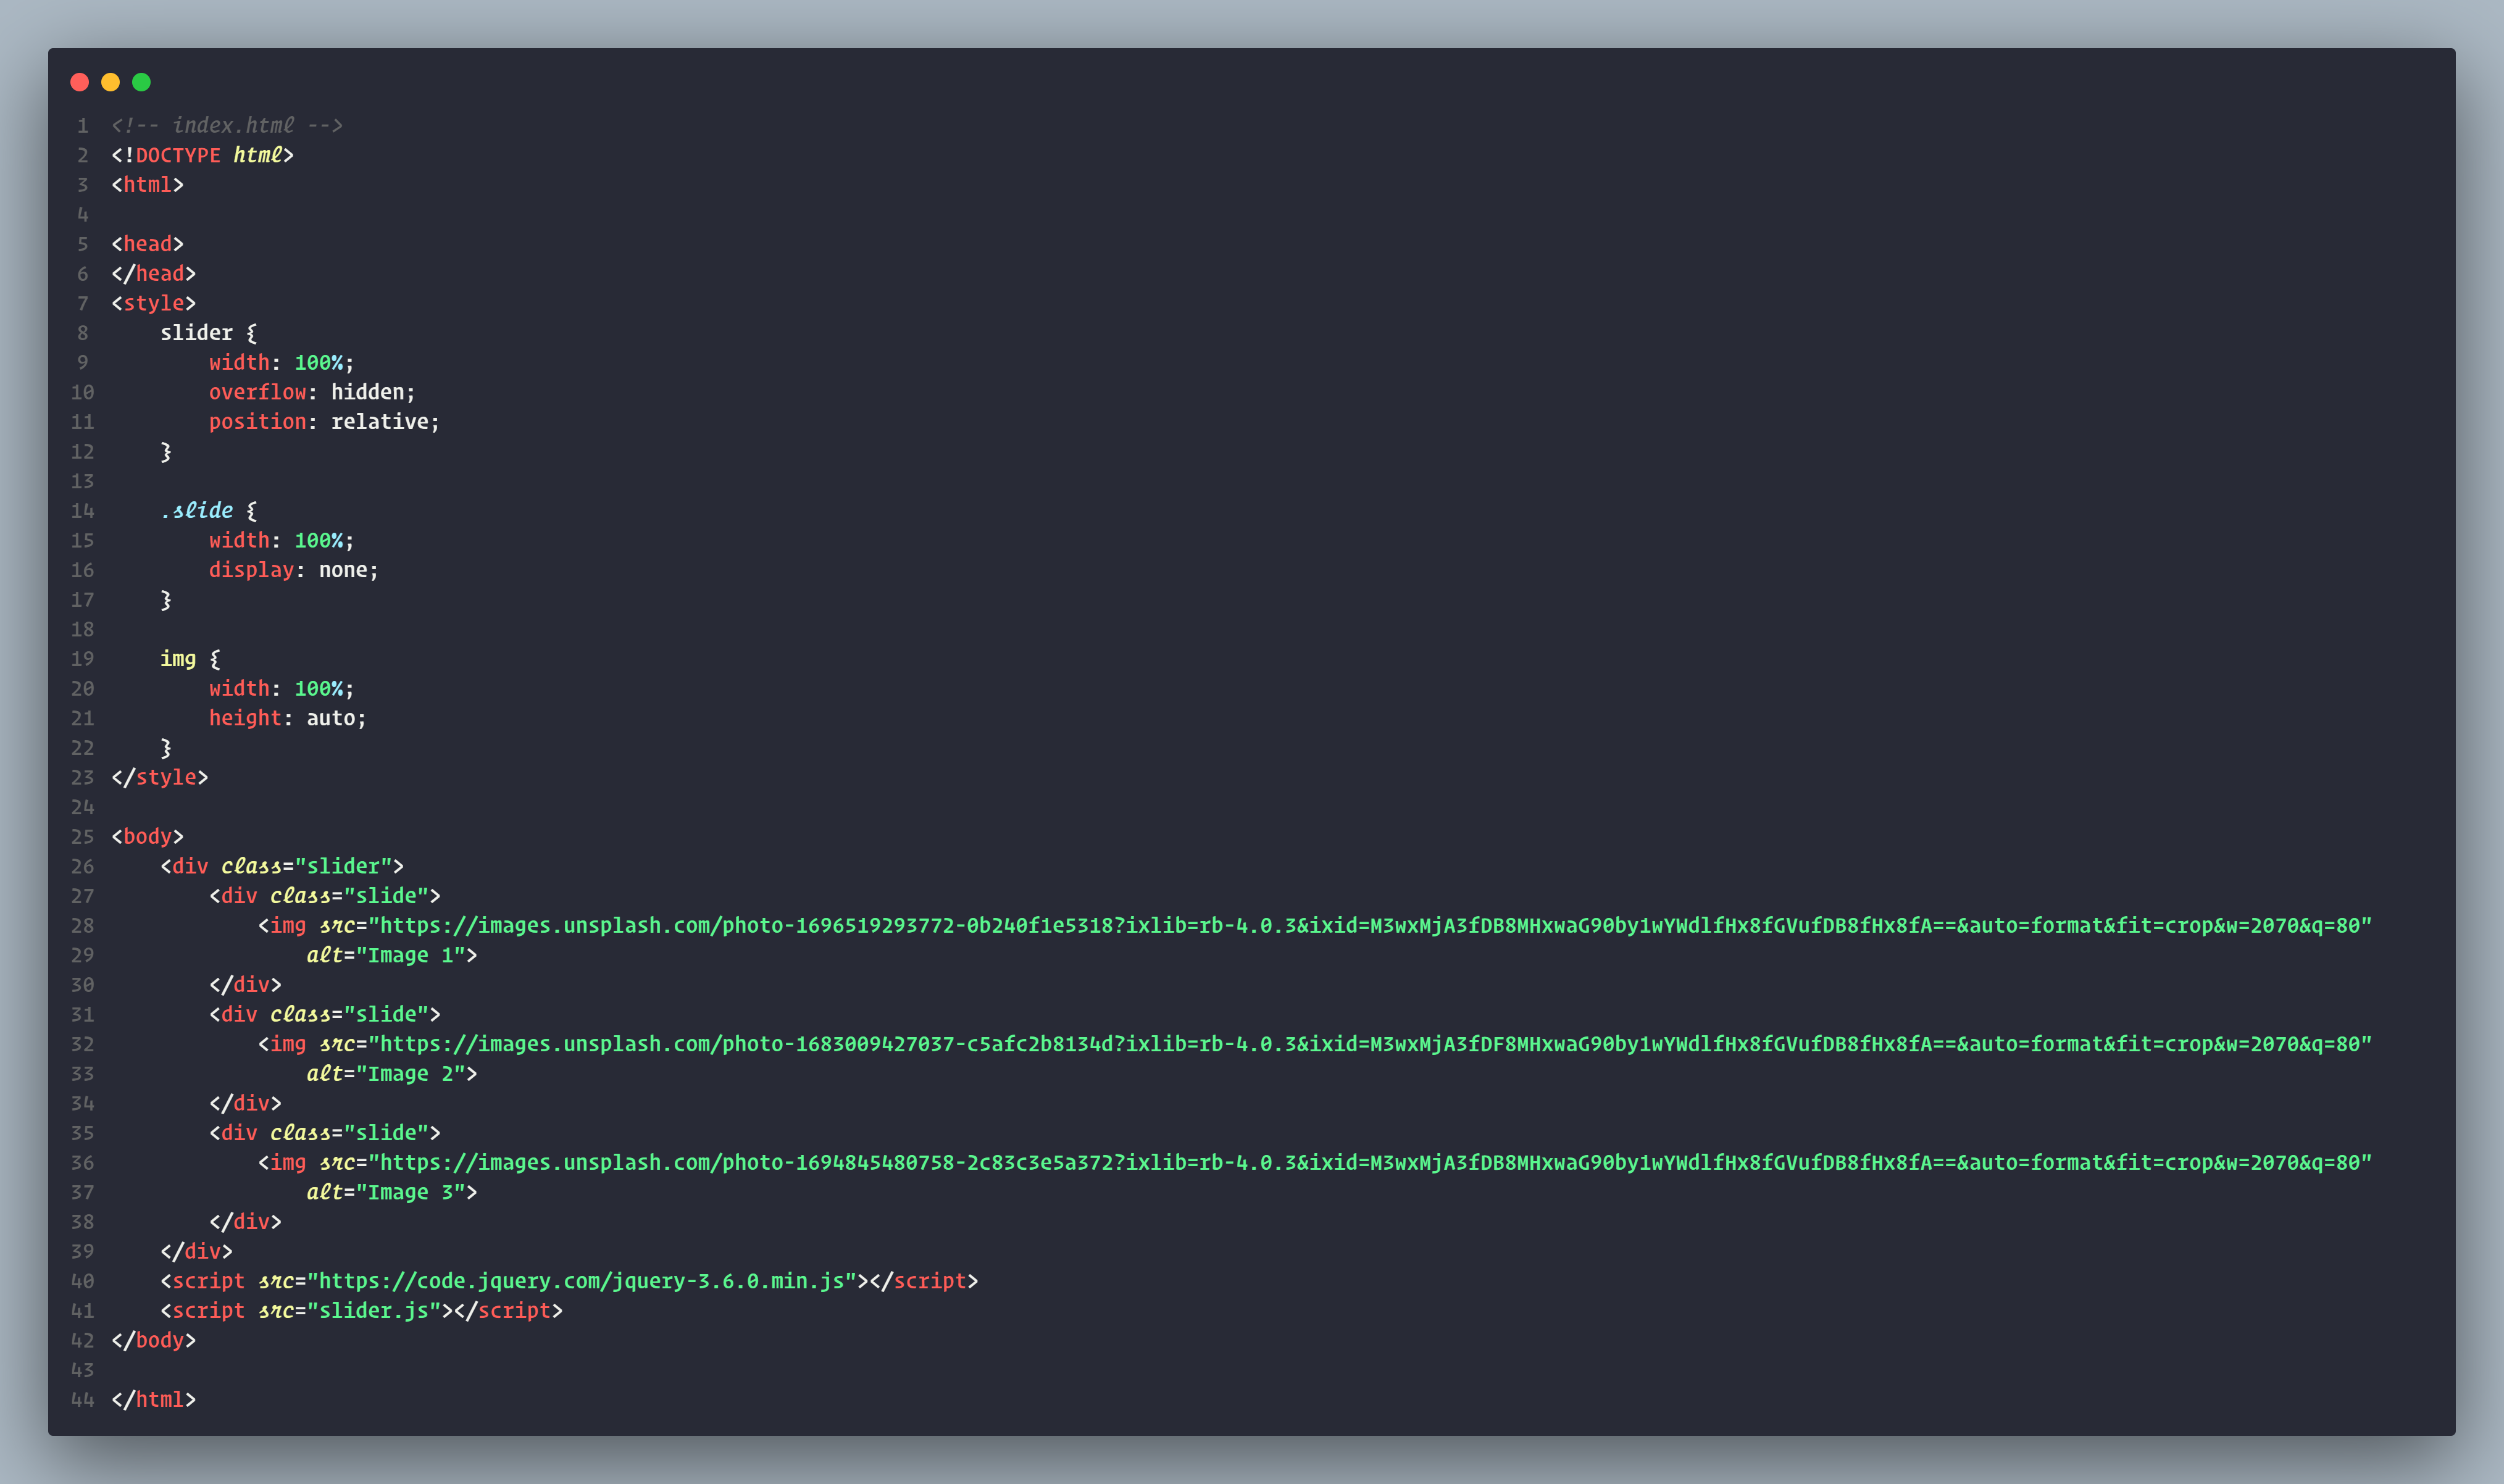 1 <!-- index.html -->
2 <!DOCTYPE html>
3 <html>
4
5 <head>
6 </head>
7 <style>
8     slider {
9         width: 100%;
10         overflow: hidden;
11         position: relative;
12     }
13
14     .slide {
15         width: 100%;
16         display: none;
17     }
18
19     img {
20         width: 100%;
21         height: auto;
22     }
23 </style>
24
25 <body>
26     <div class="slider">
27         <div class="slide">
28             <img src="https://images.unsplash.com/photo-1696519293772-0b240f1e5318?ixlib=rb-4.0.3&ixid=M3wxMjA3fDB8MHxwaG90by1wYWdlfHx8fGVufDB8fHx8fA==&auto=format&fit=crop&w=2070&q=80"
29                 alt="Image 1">
30         </div>
31         <div class="slide">
32             <img src="https://images.unsplash.com/photo-1683009427037-c5afc2b8134d?ixlib=rb-4.0.3&ixid=M3wxMjA3fDF8MHxwaG90by1wYWdlfHx8fGVufDB8fHx8fA==&auto=format&fit=crop&w=2070&q=80"
33                 alt="Image 2">
34         </div>
35         <div class="slide">
36             <img src="https://images.unsplash.com/photo-1694845480758-2c83c3e5a372?ixlib=rb-4.0.3&ixid=M3wxMjA3fDB8MHxwaG90by1wYWdlfHx8fGVufDB8fHx8fA==&auto=format&fit=crop&w=2070&q=80"
37                 alt="Image 3">
38         </div>
39     </div>
40     <script src="https://code.jquery.com/jquery-3.6.0.min.js"></script>
41     <script src="slider.js"></script>
42 </body>
43
44 </html>